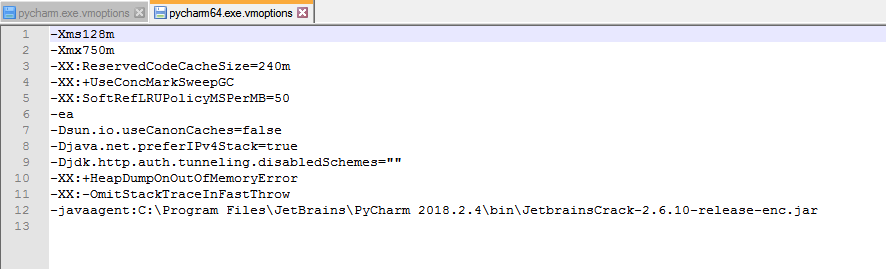 pycharm.exe.vmoptions pycharm64.exe.vmoptions
1 -Xms128m
2 -Xmx750m
3 -XX:ReservedCodeCacheSize=240m
4 -XX:+UseConcMarkSweepGC
5 -XX:SoftRefLRUPolicyMSPerMB=50
6 -ea
7 -Dsun.io.useCanonCaches=false
8 -Djava.net.preferIPv4Stack=true
9 -Djdk.http.auth.tunneling.disabledSchemes=""
10 -XX:+HeapDumpOnOutOfMemoryError
11 -XX:-OmitStackTraceInFastThrow
12 -javaagent:C:\Program Files\JetBrains\PyCharm 2018.2.4\bin\JetbrainsCrack-2.6.10-release-enc.jar
13